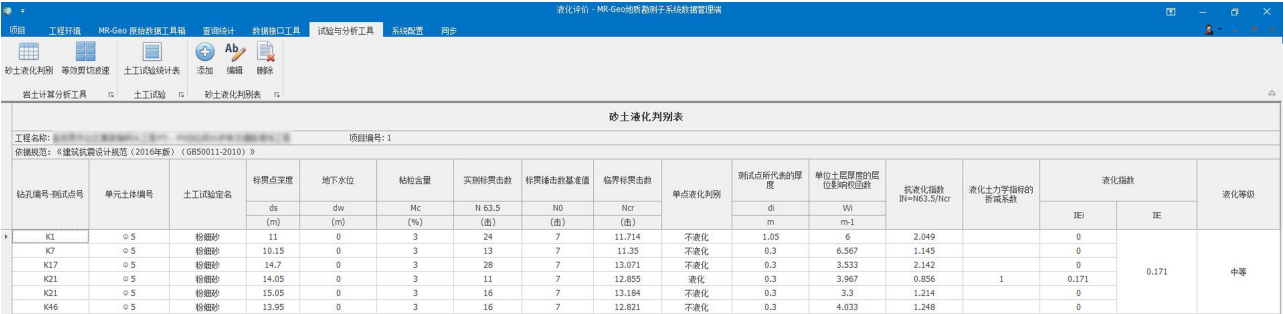 液化评价 - MR-Geo地质勘测子系统数据管理端
项目 工程环境 MR-Geo 原始数据工具箱 查询统计 数据接口工具 试验与分析工具 系统配置 同步
砂土液化判别 等效剪切波速 土工试验统计表 添加 Ab 编辑 删除
岩土计算分析工具 土工试验 砂土液化判别表
砂土液化判别表
工程名称: 项目编号: 1
依据规范: 《建筑抗震设计规范（2016年版）（GB50011-2010）》
钻孔编号-测试点号 单元土体编号 土工试验定名 标贯点深度 地下水位 粘粒含量 实测标贯击数 标贯锤击数基准值 临界标贯击数 单点液化判别 测试点所代表的厚度 单位土层厚度的层位影响权函数 抗液化指数 IN=N63.5/Ncr 液化土力学指标的折减系数 液化指数 液化等级
ds dw Mc N 63.5 N0 Ncr di Wi IEi IE
(m) (m) (%) (击) (击) (击) m m-1
K1 ⑤ 5 粉细砂 11 0 3 24 7 11.714 不液化 1.05 6 2.049 0
K7 ⑤ 5 粉细砂 10.15 0 3 13 7 11.35 不液化 0.3 6.567 1.145 0
K17 ⑤ 5 粉细砂 14.7 0 3 28 7 13.071 不液化 0.3 3.533 2.142 0
K21 ⑤ 5 粉细砂 14.05 0 3 11 7 12.855 液化 0.3 3.967 0.856 1 0.171 0.171 中等
K21 ⑤ 5 粉细砂 15.05 0 3 16 7 13.184 不液化 0.3 3.3 1.214 0
K46 ⑤ 5 粉细砂 13.95 0 3 16 7 12.821 不液化 0.3 4.033 1.248 0